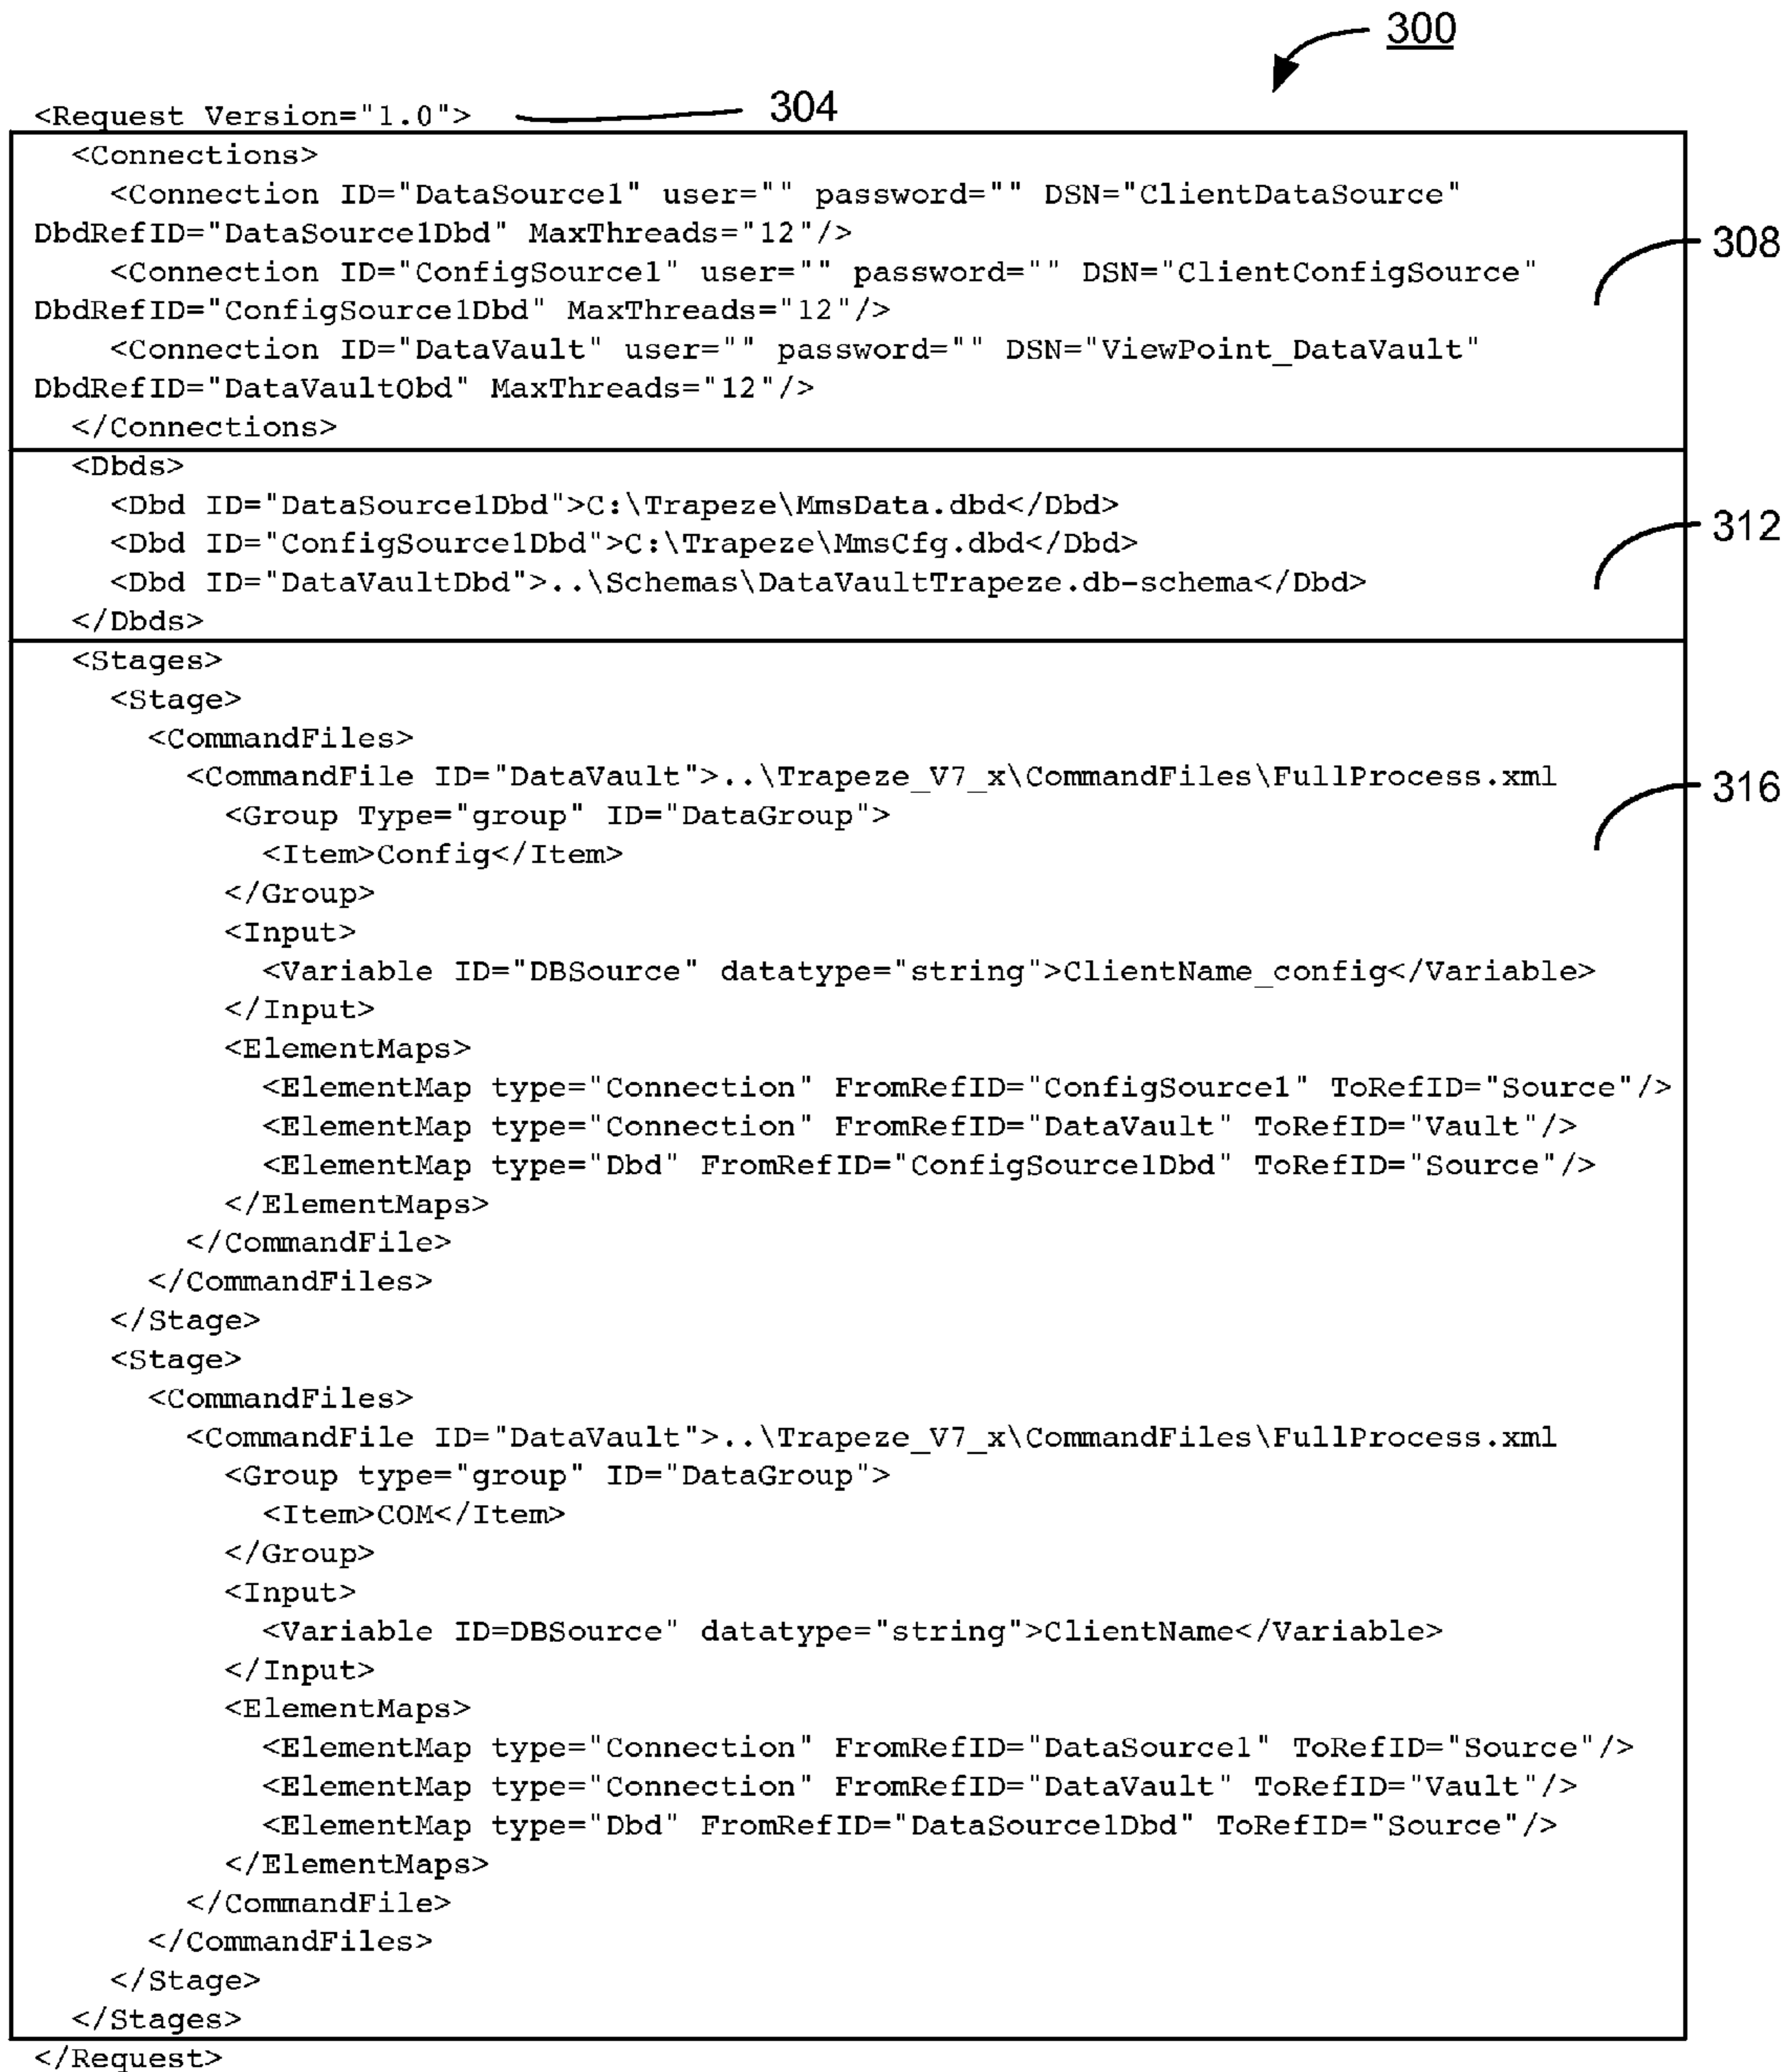 300
<Request Version="1.0"> 304
<Connections>
<Connection ID="DataSource1" user="" password="" DSN="ClientDataSource"
DbdRefID="DataSource1Dbd" MaxThreads="12"/>
308
<Connection ID="ConfigSource1" user="" password="" DSN="ClientConfigSource"
DbdRefID="ConfigSource1Dbd" MaxThreads="12"/>
<Connection ID="DataVault" user="" password="" DSN="ViewPoint_DataVault"
DbdRefID="DataVaultObd" MaxThreads="12"/>
</Connections>
<Dbds>
<Dbd ID="DataSource1Dbd">C:\Trapeze\MmsData.dbd</Dbd>
312
<Dbd ID="ConfigSource1Dbd">C:\Trapeze\MmsCfg.dbd</Dbd>
<Dbd ID="DataVaultDbd">..\Schemas\DataVaultTrapeze.db-schema</Dbd>
</Dbds>
<Stages>
<Stage>
<CommandFiles>
<CommandFile ID="DataVault">..\Trapeze_V7_x\CommandFiles\FullProcess.xml
316
<Group Type="group" ID="DataGroup">
<Item>Config</Item>
</Group>
<Input>
<Variable ID="DBSource" datatype="string">ClientName_config</Variable>
</Input>
<ElementMaps>
<ElementMap type="Connection" FromRefID="ConfigSource1" ToRefID="Source"/>
<ElementMap type="Connection" FromRefID="DataVault" ToRefID="Vault"/>
<ElementMap type="Dbd" FromRefID="ConfigSource1Dbd" ToRefID="Source"/>
</ElementMaps>
</CommandFile>
</CommandFiles>
</Stage>
<Stage>
<CommandFiles>
<CommandFile ID="DataVault">..\Trapeze_V7_x\CommandFiles\FullProcess.xml
<Group type="group" ID="DataGroup">
<Item>COM</Item>
</Group>
<Input>
<Variable ID=DBSource" datatype="string">ClientName</Variable>
</Input>
<ElementMaps>
<ElementMap type="Connection" FromRefID="DataSource1" ToRefID="Source"/>
<ElementMap type="Connection" FromRefID="DataVault" ToRefID="Vault"/>
<ElementMap type="Dbd" FromRefID="DataSource1Dbd" ToRefID="Source"/>
</ElementMaps>
</CommandFile>
</CommandFiles>
</Stage>
</Stages>
</Request>